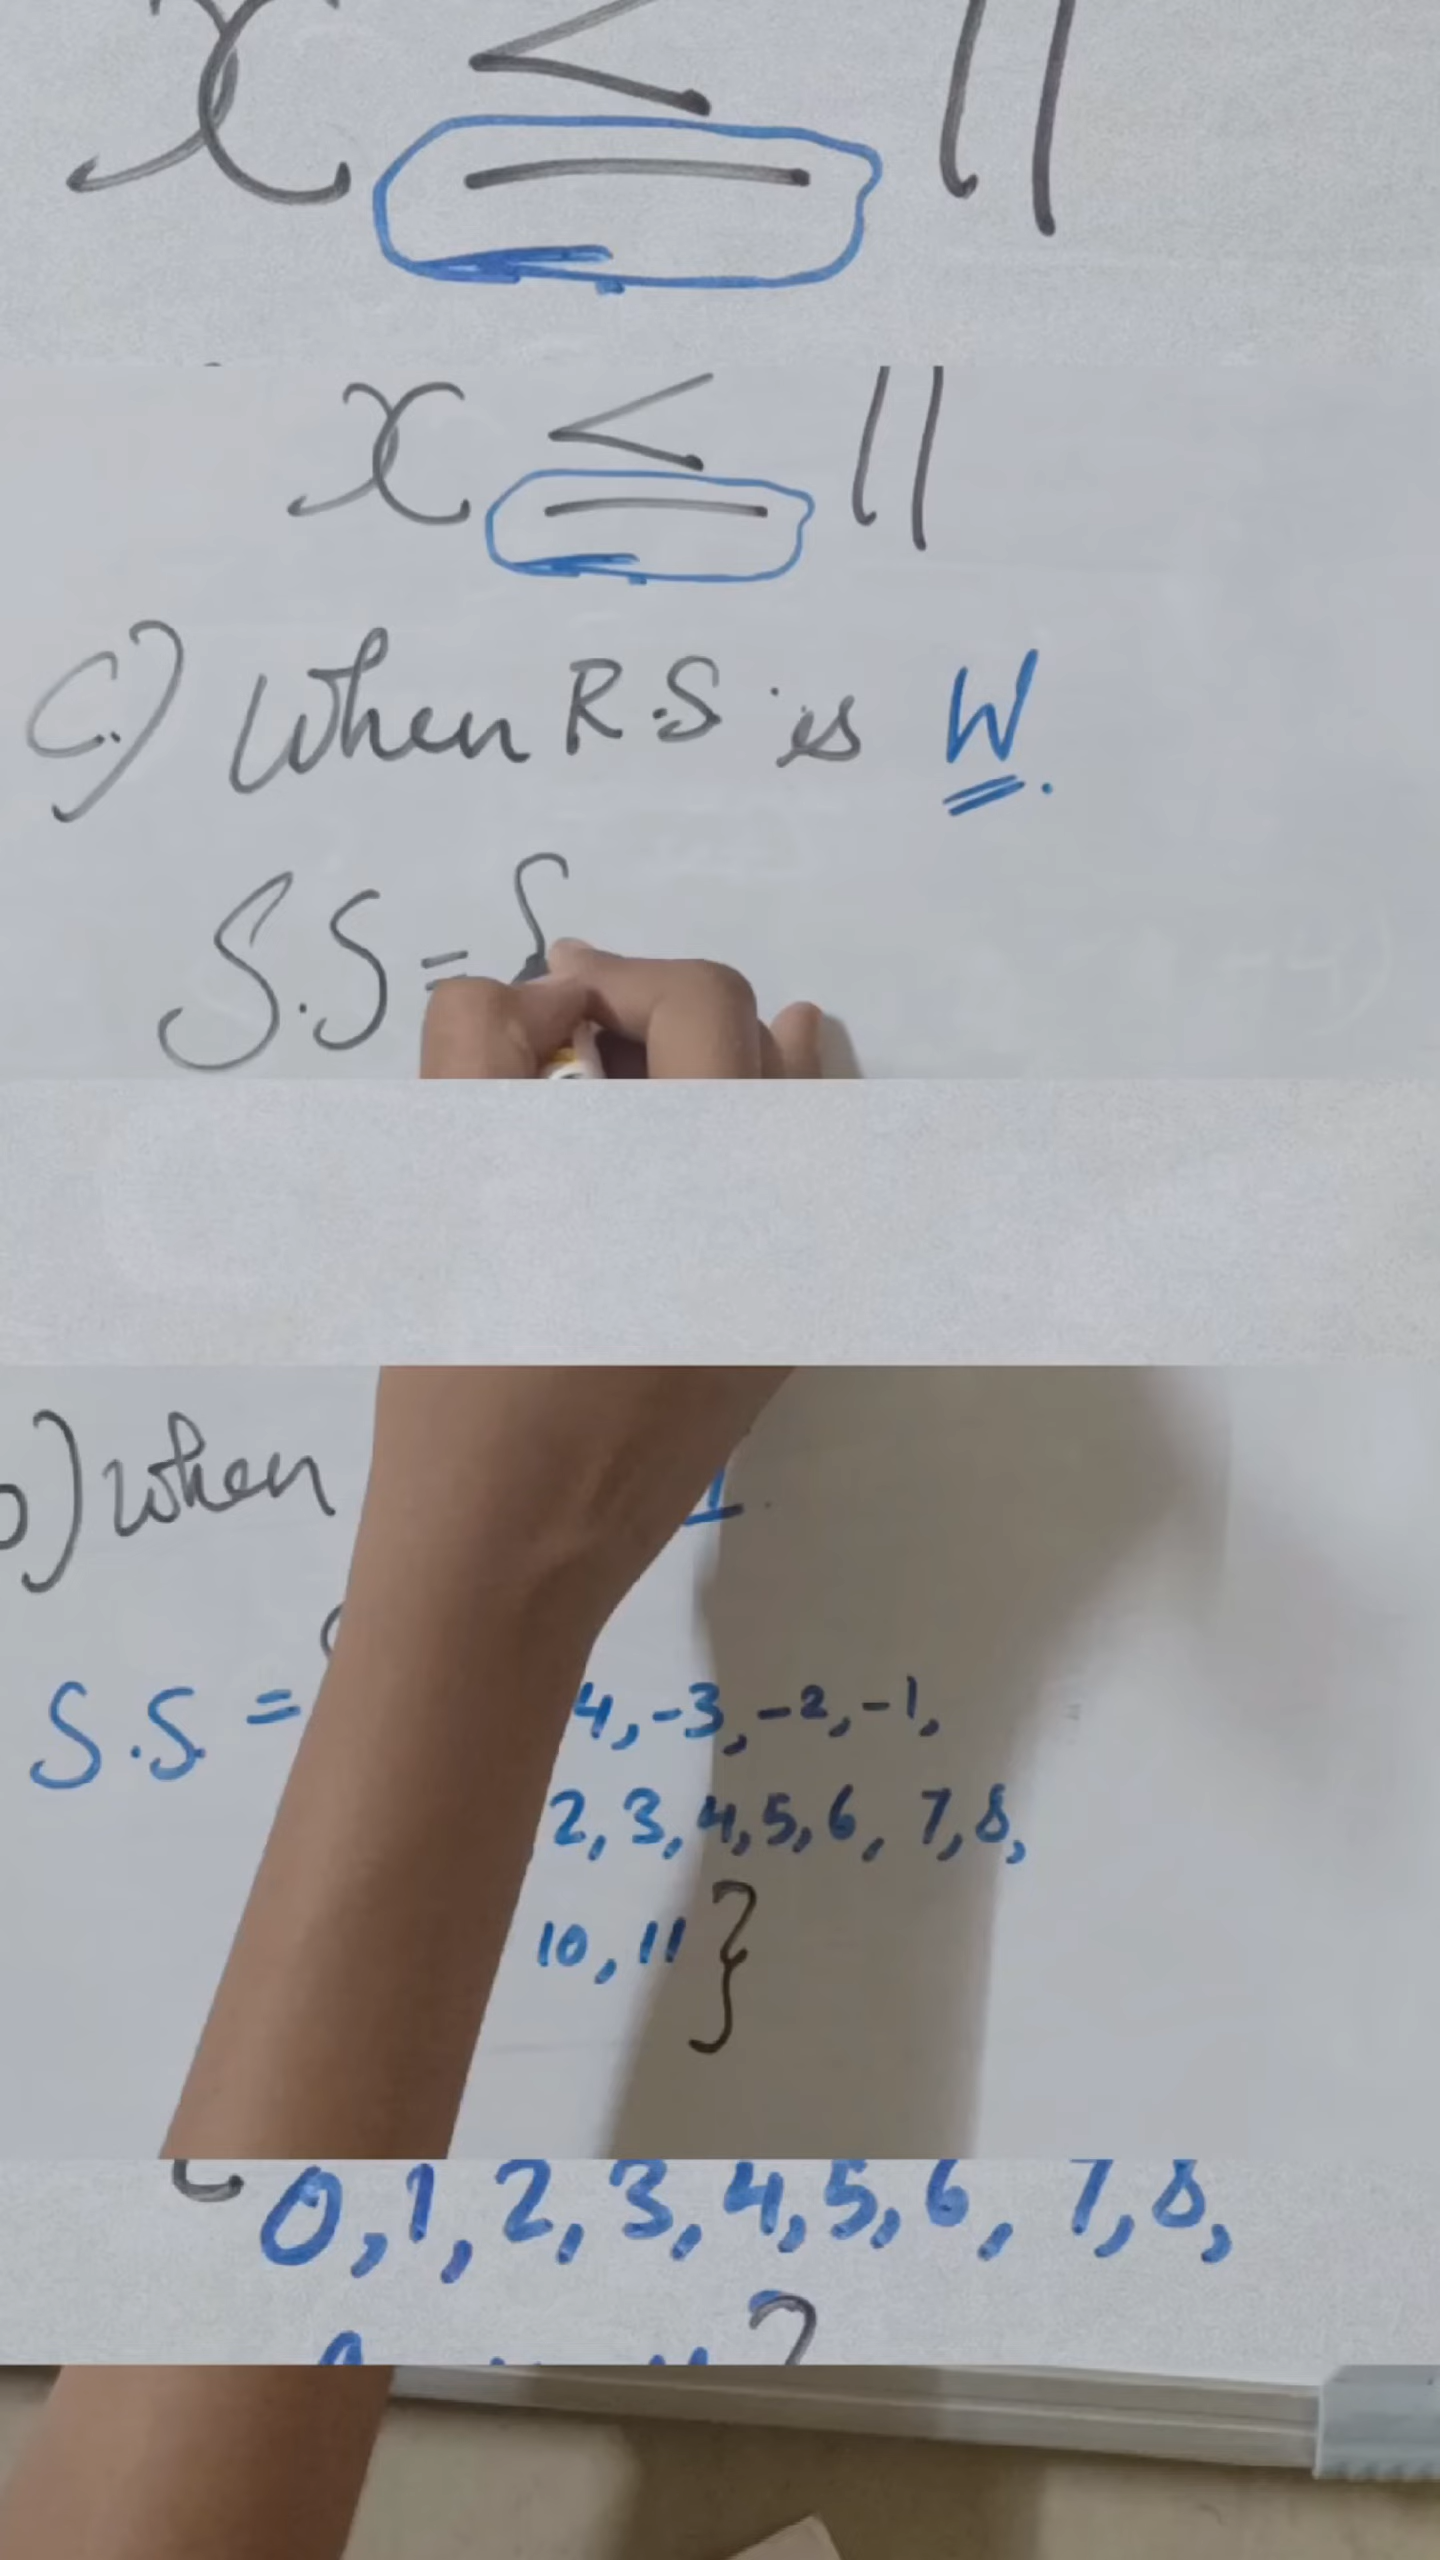 x ≤ 11
x ≤ 11
C.) When R.S is W.
S.S = {
) When I.
S.S. = 4, -3, -2, -1,
2, 3, 4, 5, 6, 7, 8,
10, 11 }
0, 1, 2, 3, 4, 5, 6, 7, 8,